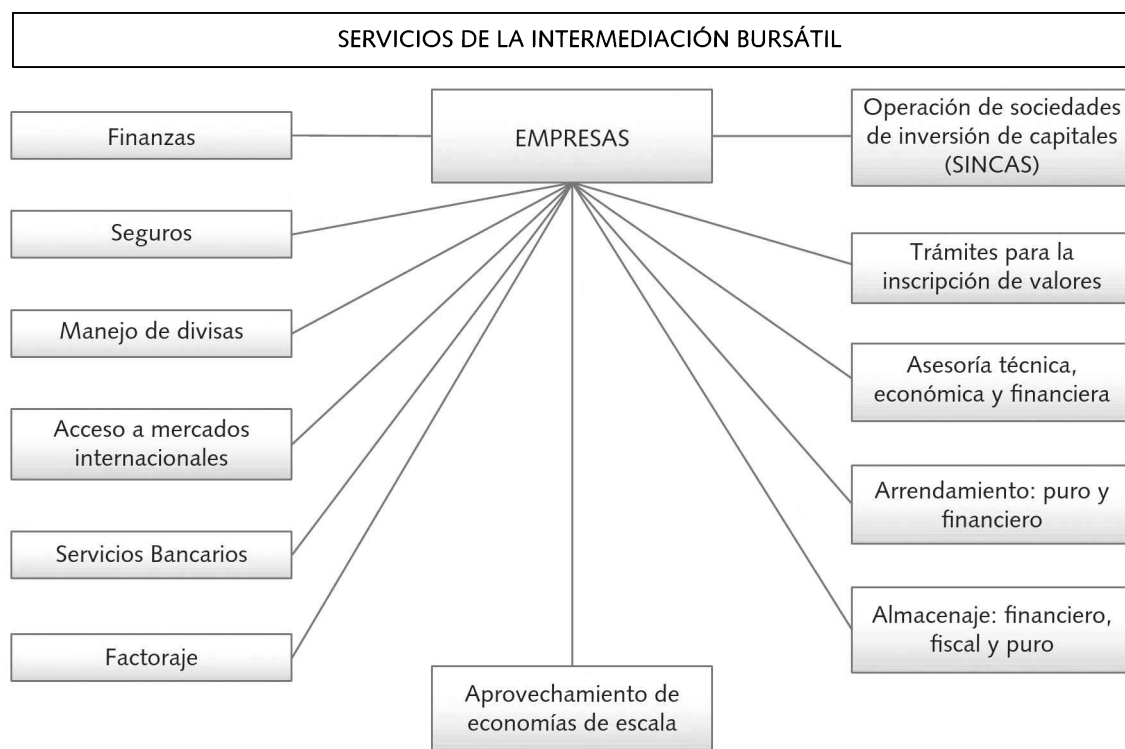 SERVICIOS DE LA INTERMEDIACIÓN BURSÁTIL
EMPRESAS
Finanzas
Seguros
Manejo de divisas
Acceso a mercados
internacionales
Servicios Bancarios
Factoraje
Aprovechamiento de
economías de escala
Operación de sociedades
de inversión de capitales
(SINCAS)
Trámites para la
inscripción de valores
Asesoría técnica,
económica y financiera
Arrendamiento: puro y
financiero
Almacenaje: financiero,
fiscal y puro